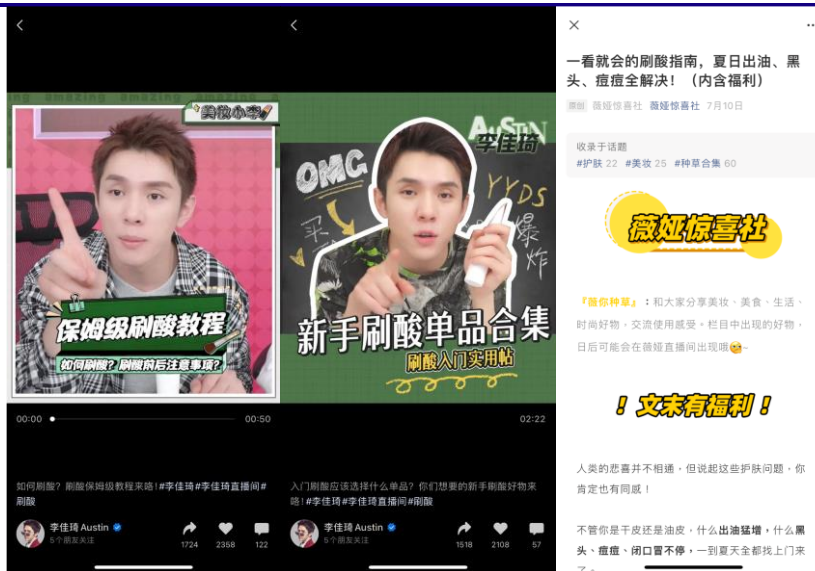 amazing amazing amazing
美妆小李
保姆级刷酸教程
如何刷酸？刷酸前后注意事项？
00:00
00:50
如何刷酸？刷酸保姆级教程来咯!#李佳琦#李佳琦直播间#
刷酸
李佳琦 Austin
5个朋友关注
1724
2358
122
AUSTIN
李佳琦
OMG
YYDS
买
爆
炸
新手刷酸单品合集
刷酸入门实用帖
02:22
入门刷酸应该选择什么单品？你们想要的新手刷酸好物来
咯!#李佳琦#李佳琦直播间#刷酸
李佳琦 Austin
5个朋友关注
1518
2108
57
一看就会的刷酸指南，夏日出油、黑
头、痘痘全解决！（内含福利）
原创 薇娅惊喜社 薇娅惊喜社 7月10日
收录于话题
#护肤 22 #美妆 25 #种草合集 60
薇娅惊喜社
『薇你种草』：和大家分享美妆、美食、生活、
时尚好物，交流使用感受。栏目中出现的好物，
日后可能会在薇娅直播间出现哦~
！文末有福利！
人类的悲喜并不相通，但说起这些护肤问题，你
肯定也有同感！
不管你是干皮还是油皮，什么出油猛增，什么黑
头、痘痘、闭口冒不停，一到夏天全都找上门来